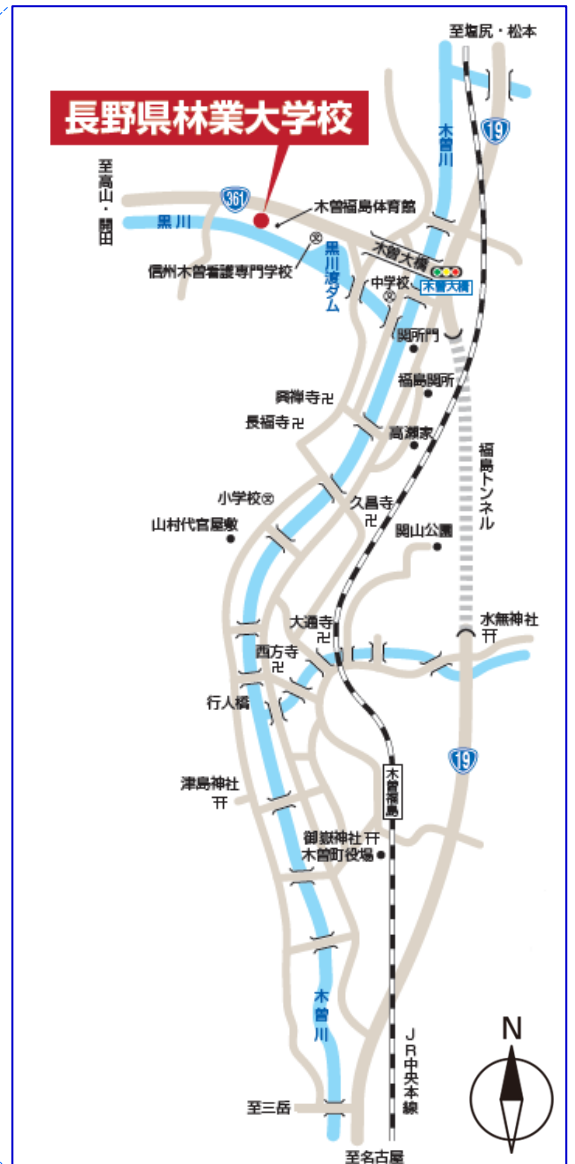 至塩尻・松本
長野県林業大学校
19
木曽川
至高山・開田
361
木曽福島体育館
黒川
木曽大橋
信州木曽看護専門学校
黒川渡ダム
中学校
木曽大橋
関所門
福島関所
興禅寺卍
長福寺卍
高瀬家
福島トンネル
小学校
久昌寺
卍
山村代官屋敷
関山公園
大通寺
卍
水無神社
西方寺
卍
行人橋
19
津島神社
木曽福島
御嶽神社
木曽町役場
木曽川
JR中央本線
N
至三岳
至名古屋